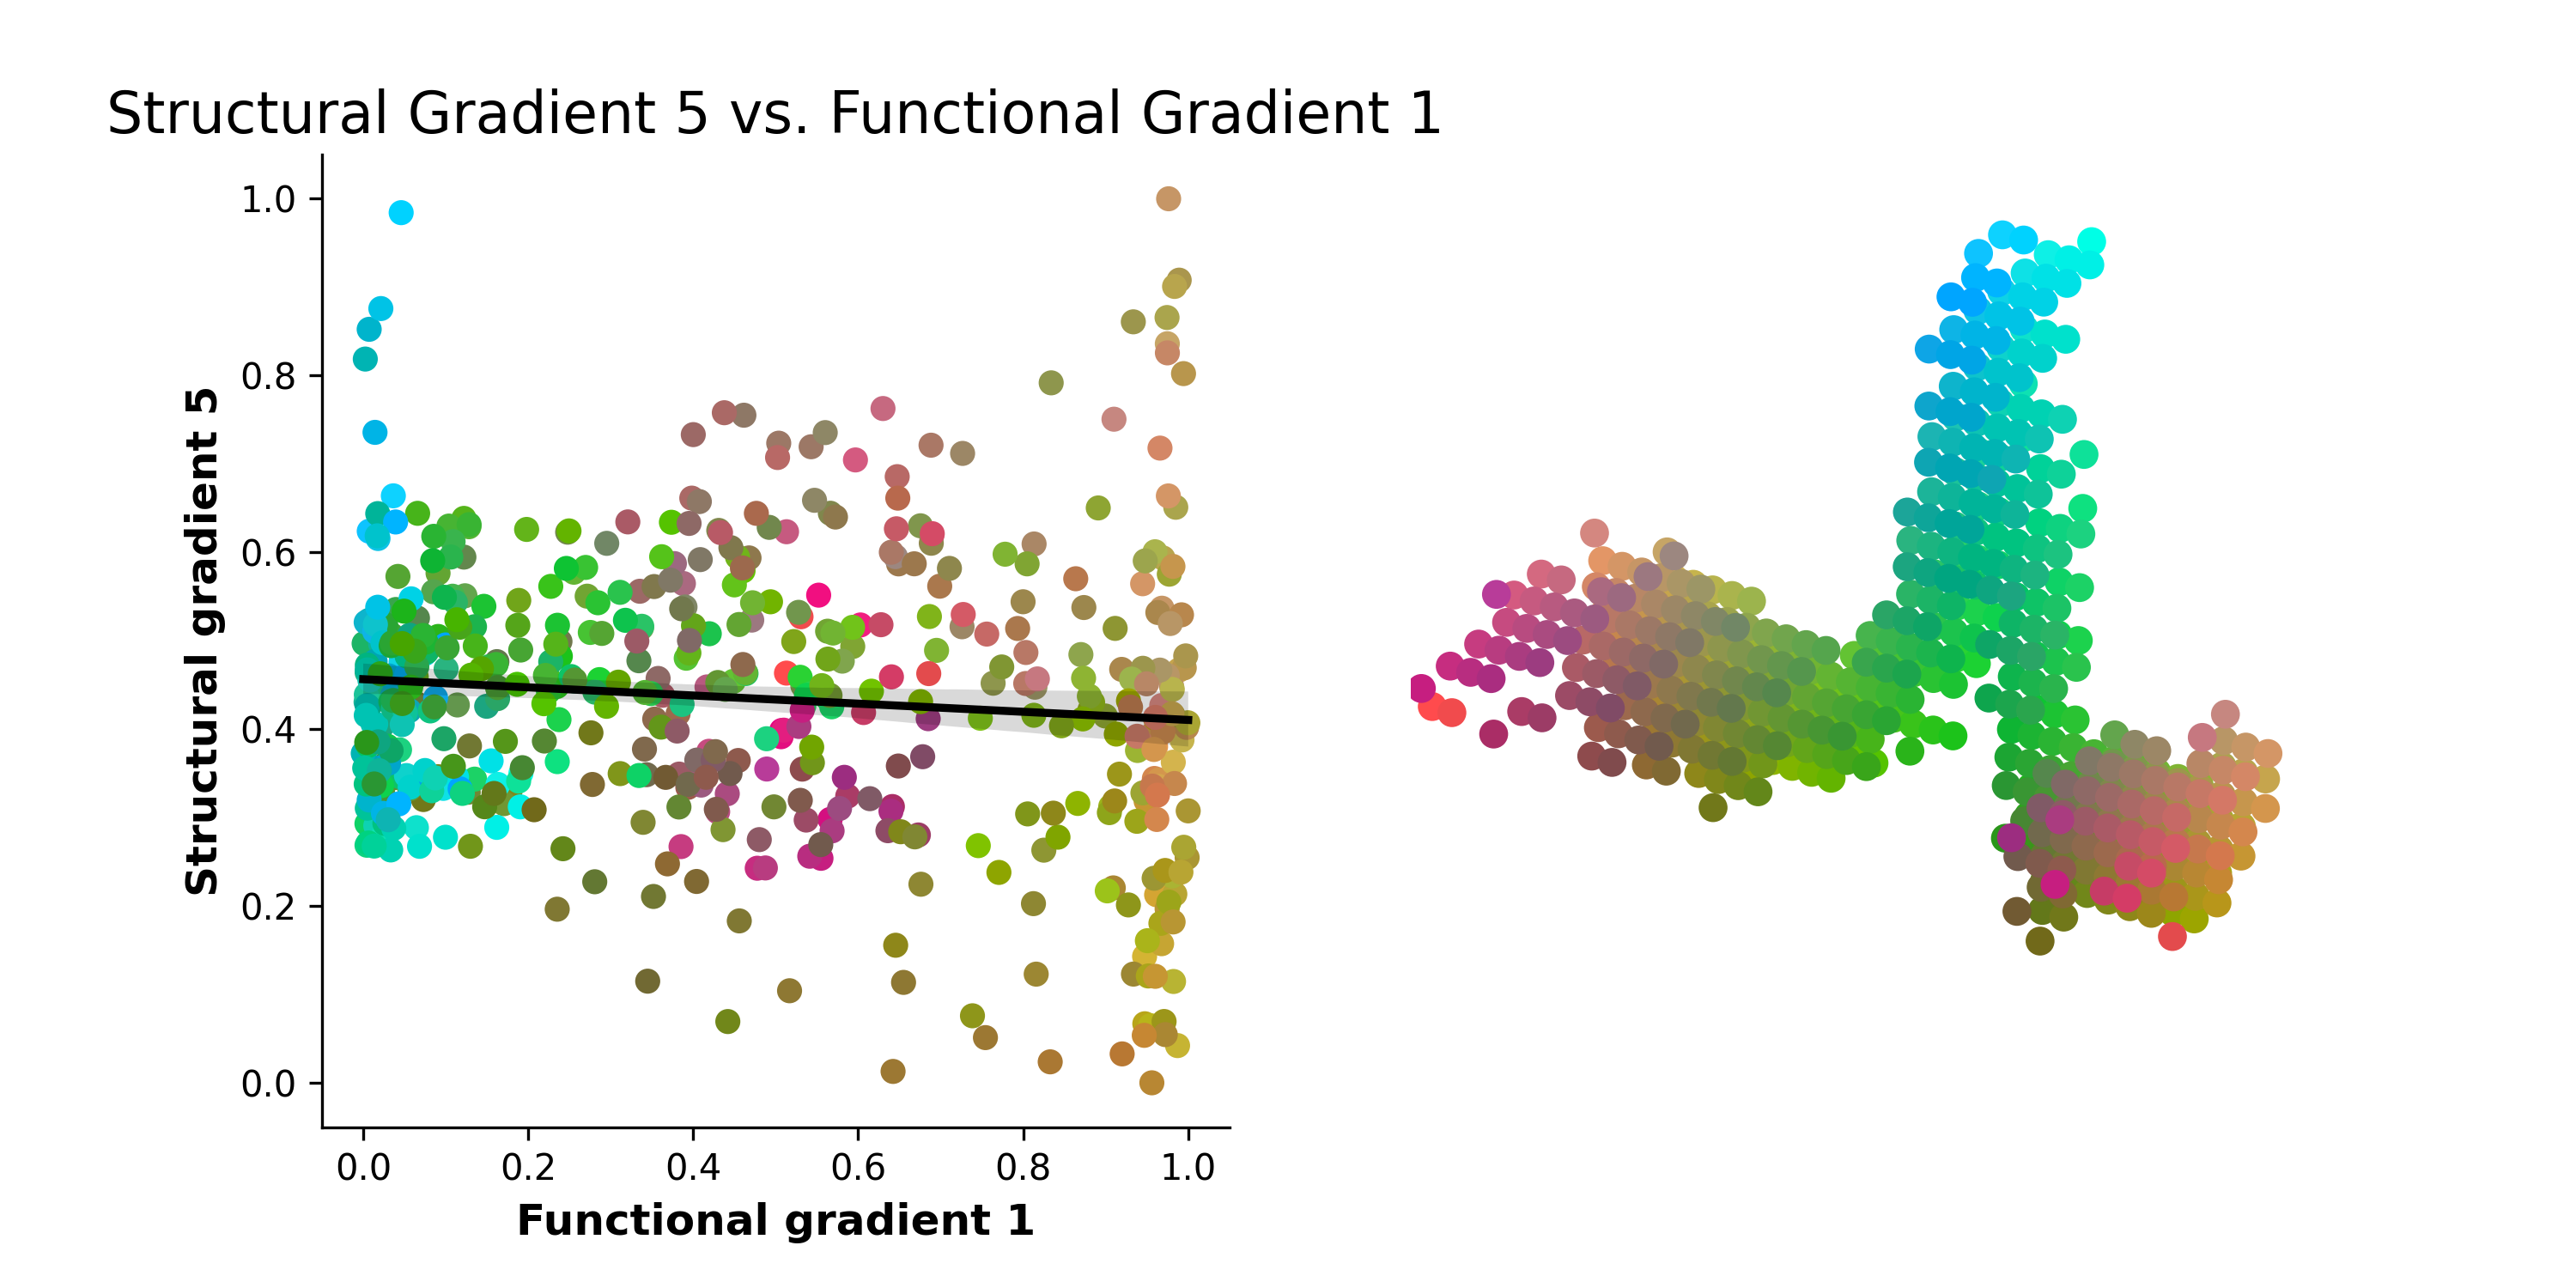 Structural Gradient 5 vs. Functional Gradient 1
Structural gradient 5
1.0
0.8
0.6
0.4
0.2
0.0
0.0 0.2 0.4 0.6 0.8 1.0
Functional gradient 1